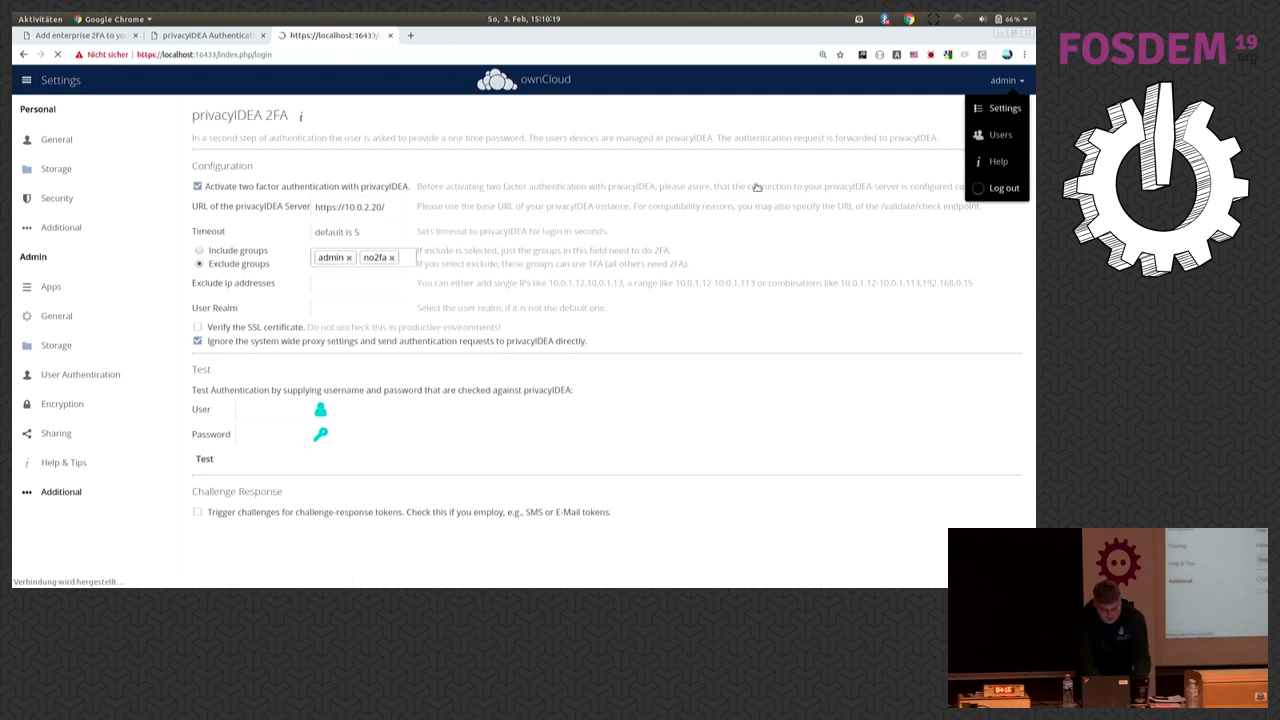 Aktivitäten Google Chrome So, 3. Feb, 15:10:19 66 %
Add enterprise 2FA to yo
privacyIDEA Authenticati
https://localhost:16433/
Nicht sicher https://localhost:16433/index.php/login
Settings
ownCloud
admin
Settings
Users
Help
Log out
Personal
General
Storage
Security
Additional
Admin
Apps
General
Storage
User Authentication
Encryption
Sharing
Help & Tips
Additional
privacyIDEA 2FA i
In a second step of authentication the user is asked to provide a one time password. The users devices are managed in privacyIDEA. The authentication request is forwarded to privacyIDEA.
Configuration
Activate two factor authentication with privacyIDEA. Before activating two factor authentication with privacyIDEA, please asure, that the connection to your privacyIDEA-server is configured
URL of the privacyIDEA Server https://10.0.2.20/ Please use the base URL of your privacyIDEA instance. For compatibility reasons, you may also specify the URL of the /validate/check endpoint.
Timeout default is 5 Sets timeout to privacyIDEA for login in seconds.
Include groups If include is selected, just the groups in this field need to do 2FA.
Exclude groups admin × no2fa × If you select exclude, these groups can use 1FA (all others need 2FA).
Exclude ip addresses You can either add single IPs like 10.0.1.12,10.0.1.13, a range like 10.0.1.12-10.0.1.113 or combinations like 10.0.1.12-10.0.1.113,192.168.0.15
User Realm Select the user realm, if it is not the default one.
Verify the SSL certificate. Do not uncheck this in productive environments!
Ignore the system wide proxy settings and send authentication requests to privacyIDEA directly.
Test
Test Authentication by supplying username and password that are checked against privacyIDEA:
User
Password
Test
Challenge Response
Trigger challenges for challenge-response tokens. Check this if you employ, e.g., SMS or E-Mail tokens.
Verbindung wird hergestellt...
FOSDEM 19
.org
Sharing
Help & Tips
Additional